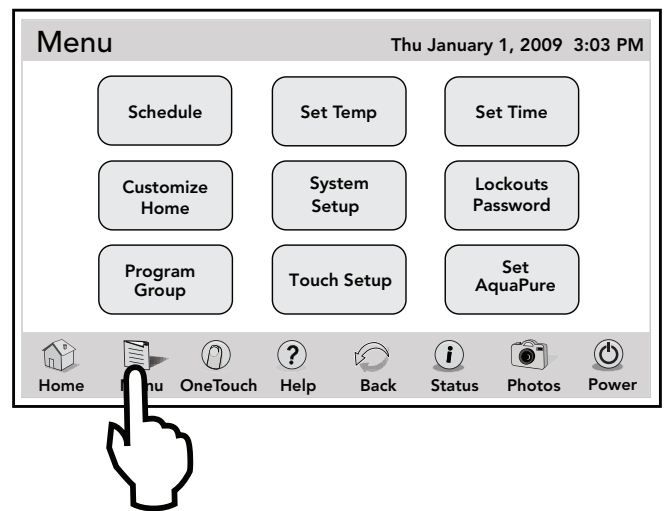 Menu
Thu January 1, 2009 3:03 PM
Schedule
Set Temp
Set Time
Customize
Home
System
Setup
Lockouts
Password
Program
Group
Touch Setup
Set
AquaPure
Home
Menu
OneTouch
Help
Back
Status
Photos
Power